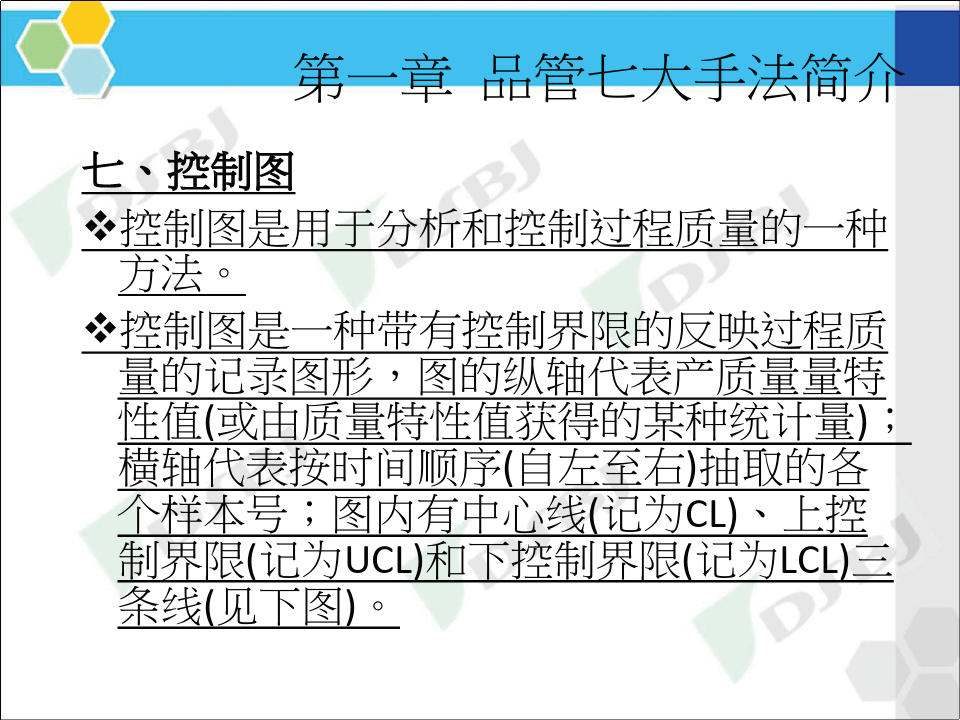 第一章 品管七大手法简介
七、控制图
❖控制图是用于分析和控制过程质量的一种
方法。
❖控制图是一种带有控制界限的反映过程质
量的记录图形，图的纵轴代表产质量量特
性值(或由质量特性值获得的某种统计量)；
横轴代表按时间顺序(自左至右)抽取的各
个样本号；图内有中心线(记为CL)、上控
制界限(记为UCL)和下控制界限(记为LCL)三
条线(见下图)。
DJSBJ
DJSBJ
DJSBJ
DJSBJ
DJSBJ
DJSBJ